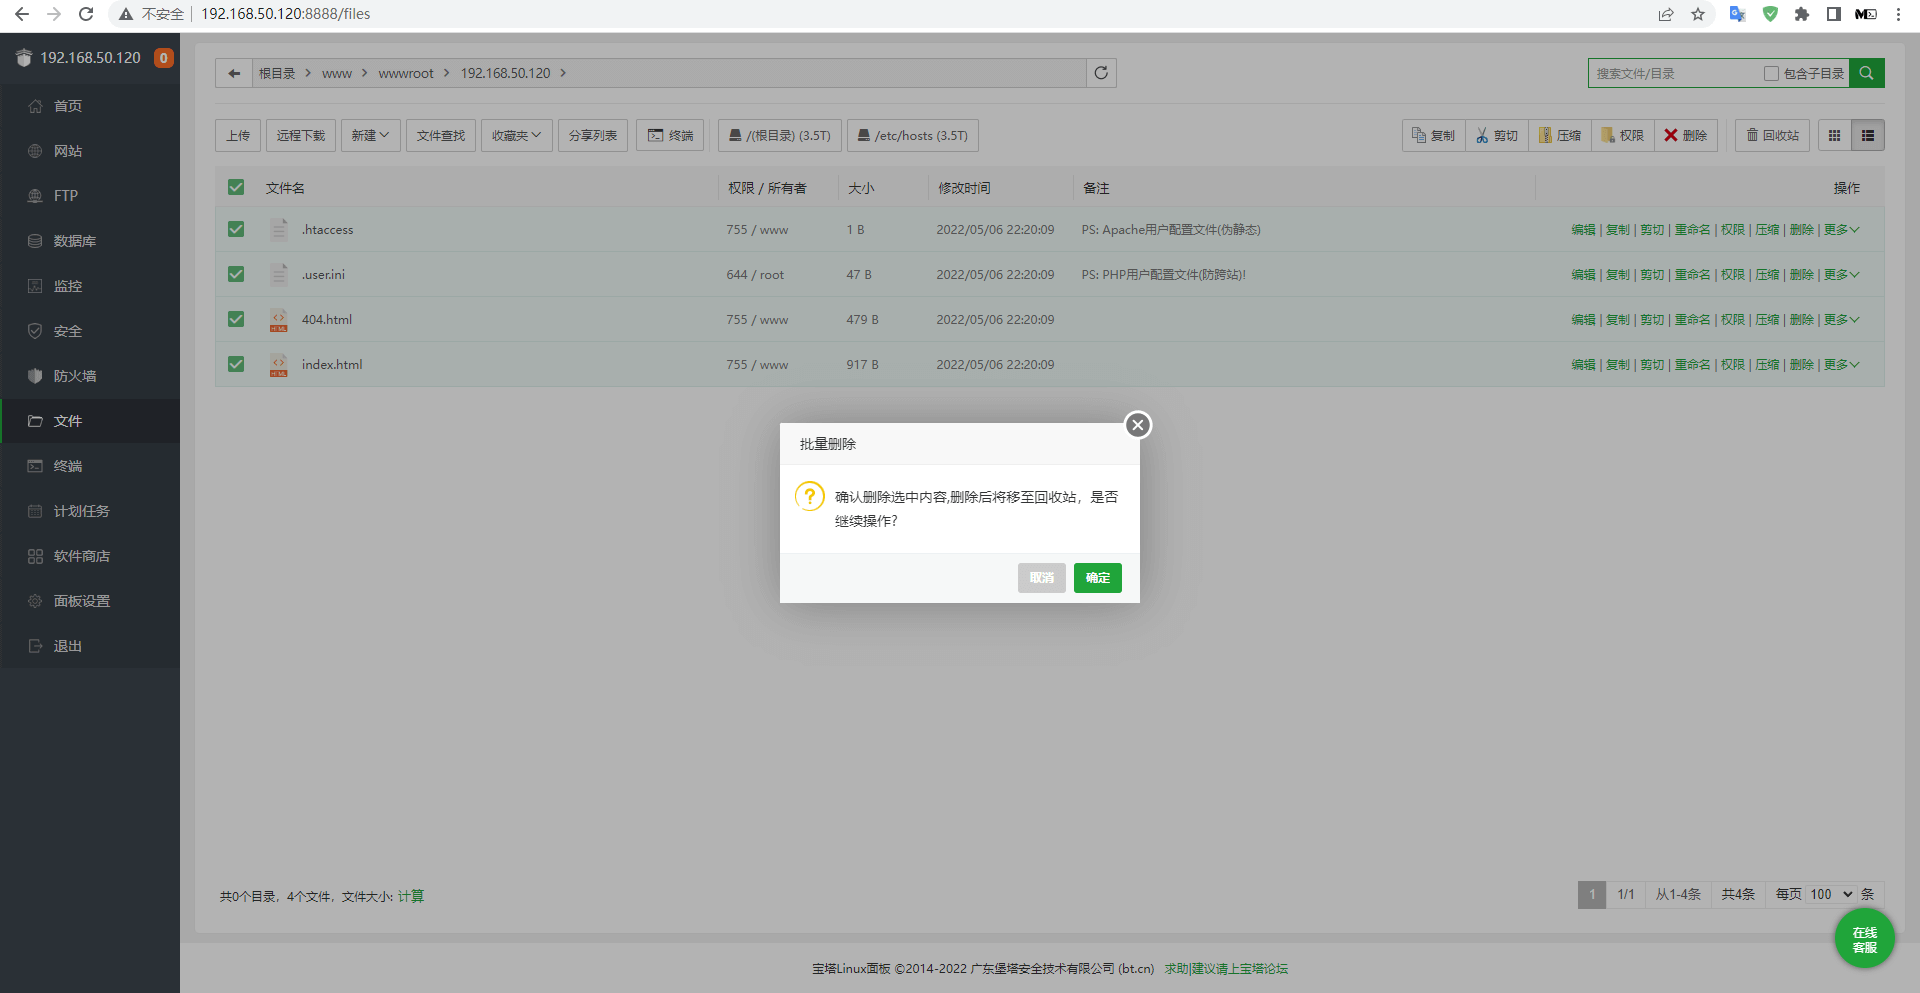 不安全 192.168.50.120:8888/files
192.168.50.120 0
首页
网站
FTP
数据库
监控
安全
防火墙
文件
终端
计划任务
软件商店
面板设置
退出
根目录 > www > wwwroot > 192.168.50.120 >
搜索文件/目录 包含子目录
上传 远程下载 新建 文件查找 收藏夹 分享列表 终端 /(根目录) (3.5T) /etc/hosts (3.5T) 复制 剪切 压缩 权限 删除 回收站
文件名 权限 / 所有者 大小 修改时间 备注 操作
.htaccess 755 / www 1 B 2022/05/06 22:20:09 PS: Apache用户配置文件(伪静态) 编辑 | 复制 | 剪切 | 重命名 | 权限 | 压缩 | 删除 | 更多
.user.ini 644 / root 47 B 2022/05/06 22:20:09 PS: PHP用户配置文件(防跨站)! 编辑 | 复制 | 剪切 | 重命名 | 权限 | 压缩 | 删除 | 更多
404.html 755 / www 479 B 2022/05/06 22:20:09 编辑 | 复制 | 剪切 | 重命名 | 权限 | 压缩 | 删除 | 更多
index.html 755 / www 917 B 2022/05/06 22:20:09 编辑 | 复制 | 剪切 | 重命名 | 权限 | 压缩 | 删除 | 更多
批量删除
确认删除选中内容,删除后将移至回收站，是否
继续操作?
取消 确定
共0个目录，4个文件，文件大小: 计算
1 1/1 从1-4条 共4条 每页 100 条
在线
客服
宝塔Linux面板 ©2014-2022 广东堡塔安全技术有限公司 (bt.cn) 求助|建议请上宝塔论坛